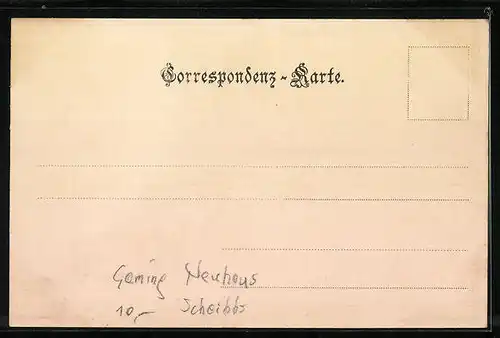 Correspondenz-Karte.
Gaming Neuhaus
10,- Scheibbs